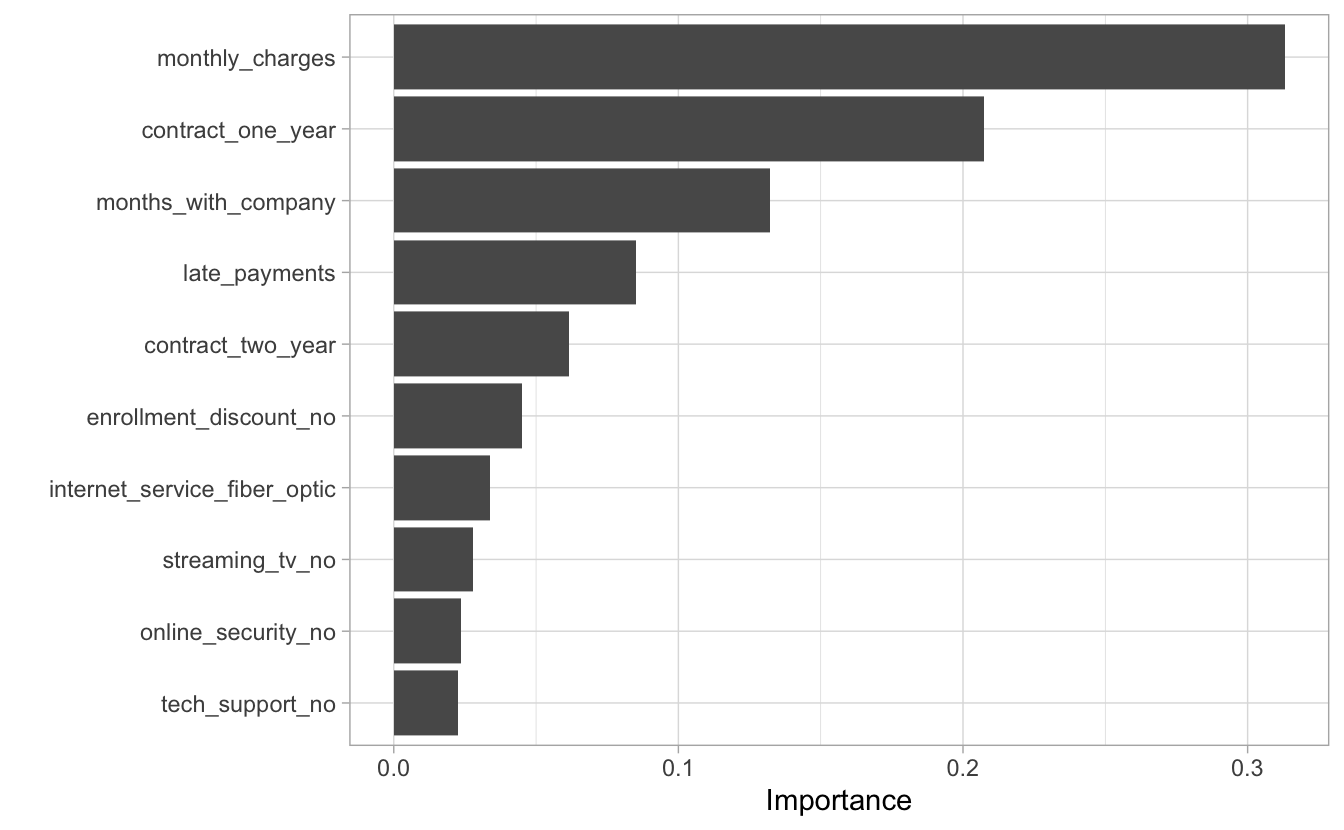 monthly_charges
contract_one_year
months_with_company
late_payments
contract_two_year
enrollment_discount_no
internet_service_fiber_optic
streaming_tv_no
online_security_no
tech_support_no
0.0 0.1 0.2 0.3
Importance